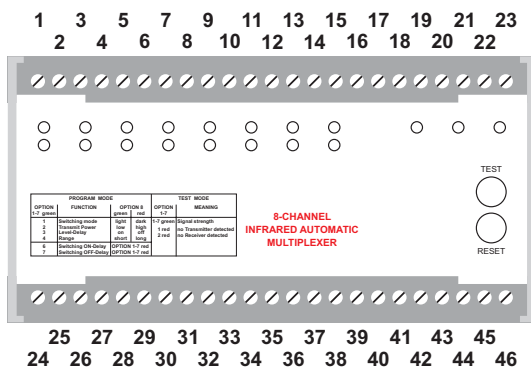 1 3 5 7 9 11 13 15 17 19 21 23
2 4 6 8 10 12 14 16 18 20 22
PROGRAM MODE TEST MODE
OPTION FUNCTION OPTION 8 OPTION MEANING
1-7 green green red 1-7
1 Switching mode light dark 1-7 green Signal strength
2 Transmit Power low high 1 red no Transmitter detected
3 Level-Delay on off 2 red no Receiver detected
4 Range short long
6 Switching ON-Delay OPTION 1-7 red
7 Switching OFF-Delay OPTION 1-7 red
8-CHANNEL
INFRARED AUTOMATIC
MULTIPLEXER
TEST
RESET
25 27 29 31 33 35 37 39 41 43 45
24 26 28 30 32 34 36 38 40 42 44 46